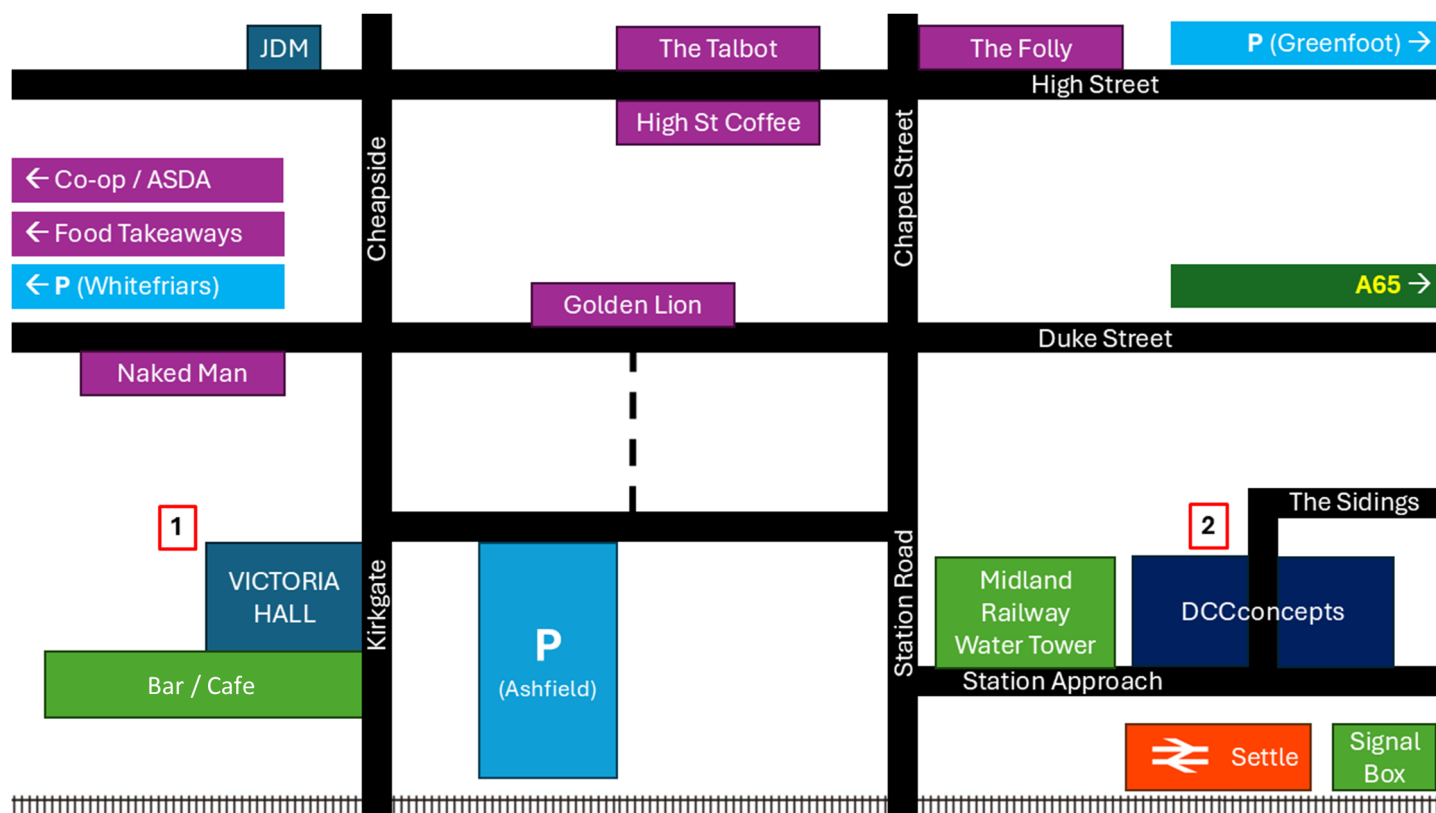 JDM
The Talbot
The Folly
P (Greenfoot) →
High Street
High St Coffee
Cheapside
Chapel Street
← Co-op / ASDA
← Food Takeaways
← P (Whitefriars)
Golden Lion
A65 →
Duke Street
Naked Man
1
VICTORIA
HALL
Bar / Cafe
Kirkgate
P
(Ashfield)
Station Road
Midland
Railway
Water Tower
2
The Sidings
DCCconcepts
Station Approach
Settle
Signal
Box